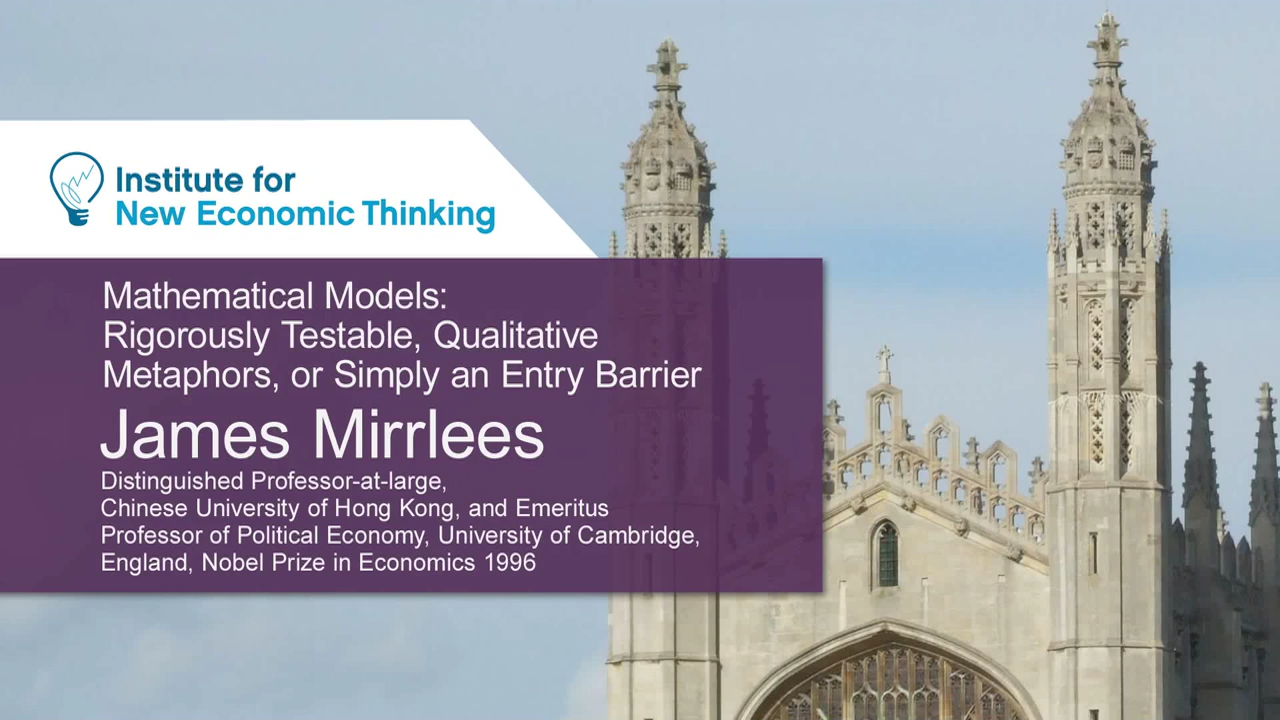 Institute for
New Economic Thinking
Mathematical Models:
Rigorously Testable, Qualitative
Metaphors, or Simply an Entry Barrier
James Mirrlees
Distinguished Professor-at-large,
Chinese University of Hong Kong, and Emeritus
Professor of Political Economy, University of Cambridge,
England, Nobel Prize in Economics 1996